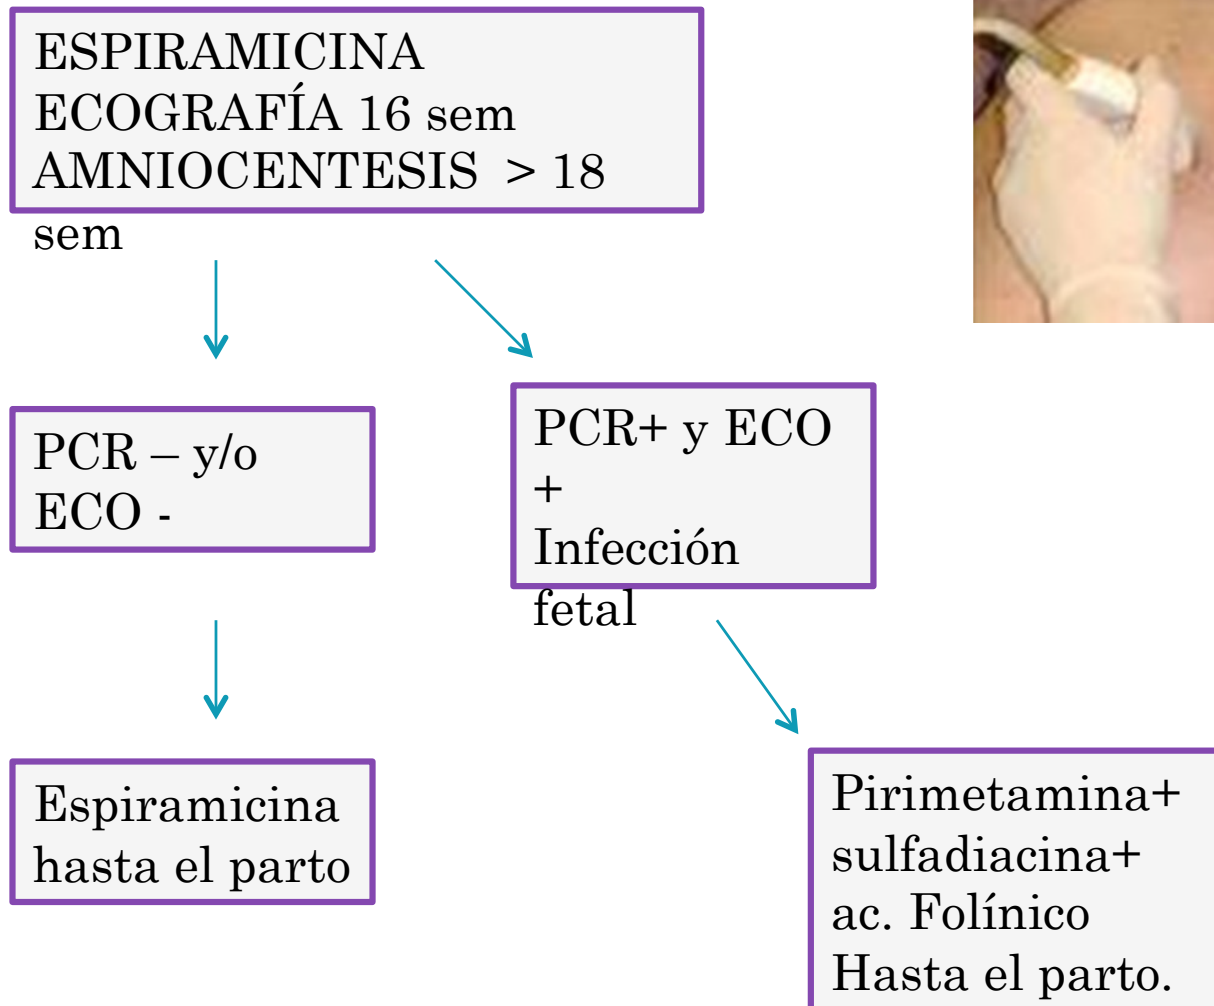 ESPIRAMICINA
ECOGRAFÍA 16 sem
AMNIOCENTESIS > 18
sem
PCR – y/o
ECO -
PCR+ y ECO
+
Infección
fetal
Espiramicina
hasta el parto
Pirimetamina+
sulfadiacina+
ac. Folínico
Hasta el parto.